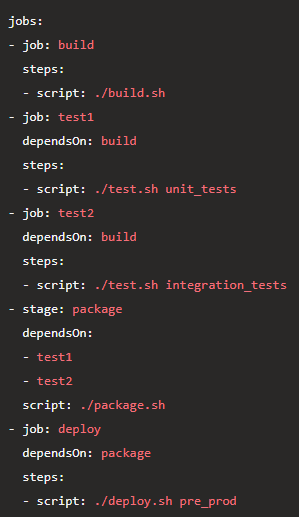 jobs:
- job: build
  steps:
  - script: ./build.sh
- job: test1
  dependsOn: build
  steps:
  - script: ./test.sh unit_tests
- job: test2
  dependsOn: build
  steps:
  - script: ./test.sh integration_tests
- stage: package
  dependsOn:
  - test1
  - test2
  script: ./package.sh
- job: deploy
  dependsOn: package
  steps:
  - script: ./deploy.sh pre_prod